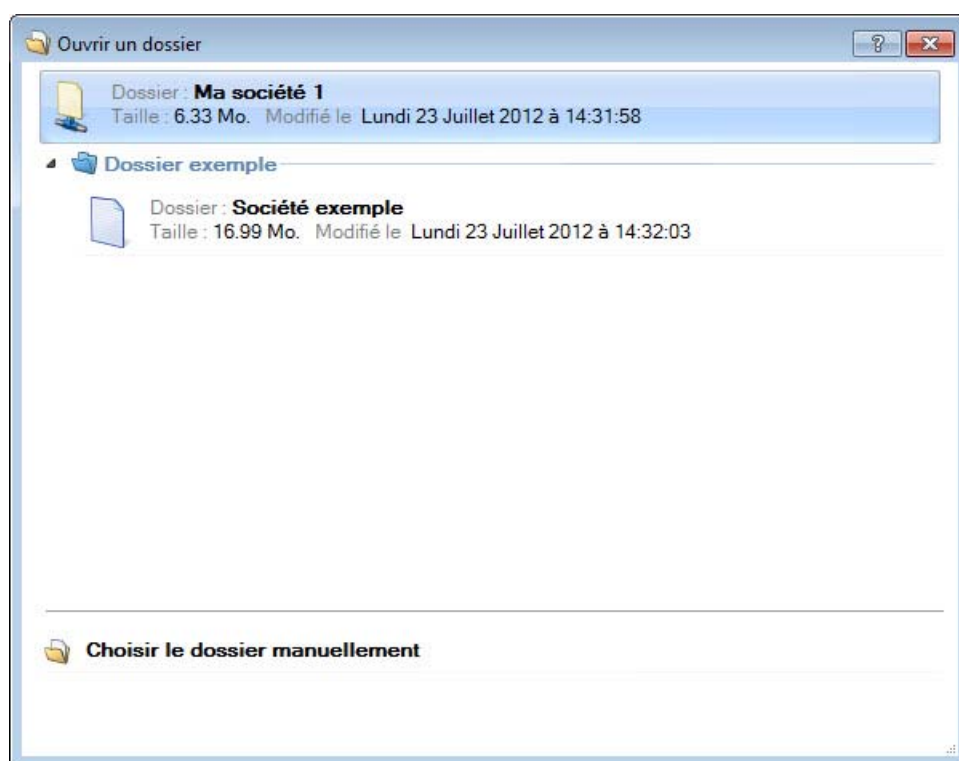 Ouvrir un dossier
Dossier : Ma société 1
Taille : 6.33 Mo. Modifié le Lundi 23 Juillet 2012 à 14:31:58
Dossier exemple
Dossier : Société exemple
Taille : 16.99 Mo. Modifié le Lundi 23 Juillet 2012 à 14:32:03
Choisir le dossier manuellement